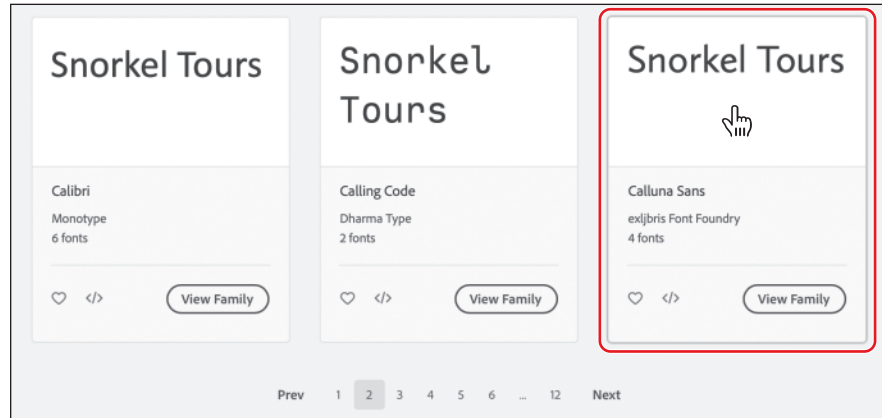 Snorkel Tours
Calibri
Monotype
6 fonts
</>
View Family
Snorkel
Tours
Calling Code
Dharma Type
2 fonts
</>
View Family
Snorkel Tours
Calluna Sans
exljbris Font Foundry
4 fonts
</>
View Family
Prev 1 2 3 4 5 6 ... 12 Next